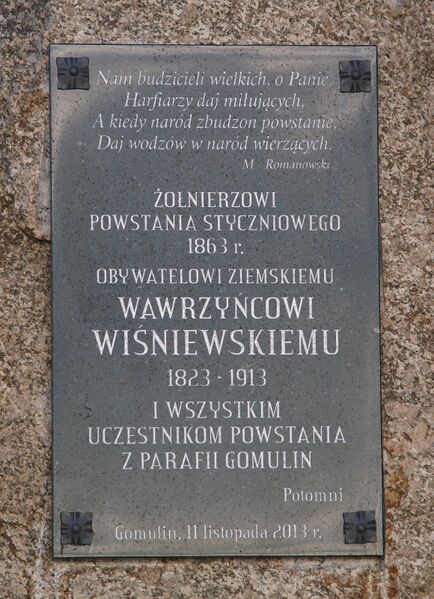 Nam budzicieli wielkich, o Panie,
Harfiarzy daj miłujących,
A kiedy naród zbudzon powstanie,
Daj wodzów w naród wierzących.
M. Romanowski
ŻOŁNIERZOWI
POWSTANIA STYCZNIOWEGO
1863 r.
OBYWATELOWI ZIEMSKIEMU
WAWRZYŃCOWI
WIŚNIEWSKIEMU
1823 - 1913
I WSZYSTKIM
UCZESTNIKOM POWSTANIA
Z PARAFII GOMULIN
Potomni
Gomulin, 11 listopada 2013 r.